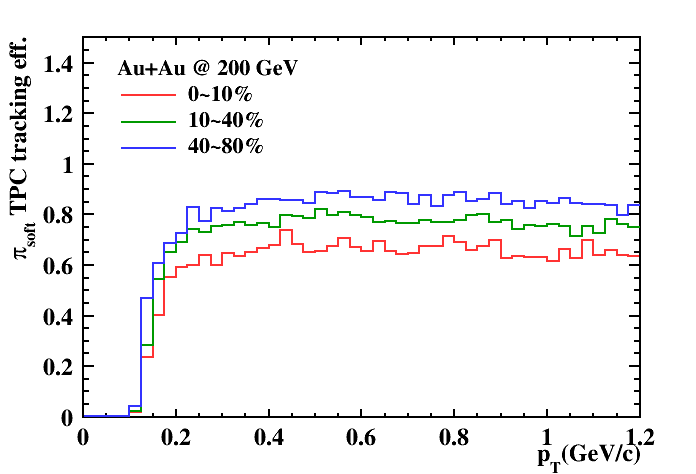 π_soft TPC tracking eff.
1.4
1.2
1
0.8
0.6
0.4
0.2
0
Au+Au @ 200 GeV
0~10%
10~40%
40~80%
0 0.2 0.4 0.6 0.8 1 1.2
p_T(GeV/c)